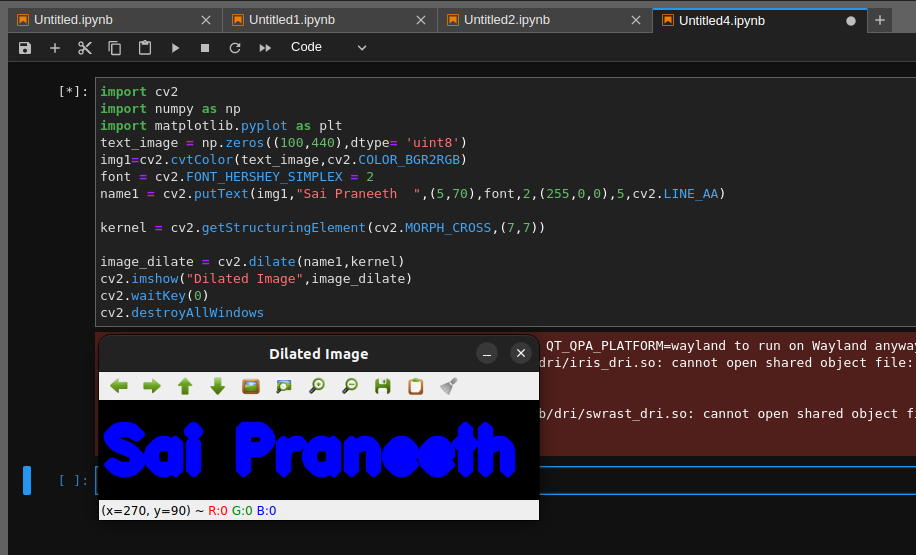 Untitled.ipynb
Untitled1.ipynb
Untitled2.ipynb
Untitled4.ipynb
Code
[*]:
import cv2
import numpy as np
import matplotlib.pyplot as plt
text_image = np.zeros((100,440),dtype= 'uint8')
img1=cv2.cvtColor(text_image,cv2.COLOR_BGR2RGB)
font = cv2.FONT_HERSHEY_SIMPLEX = 2
name1 = cv2.putText(img1,"Sai Praneeth  ",(5,70),font,2,(255,0,0),5,cv2.LINE_AA)
kernel = cv2.getStructuringElement(cv2.MORPH_CROSS,(7,7))
image_dilate = cv2.dilate(name1,kernel)
cv2.imshow("Dilated Image",image_dilate)
cv2.waitKey(0)
cv2.destroyAllWindows
QT_QPA_PLATFORM=wayland to run on Wayland anyway
dri/iris_dri.so: cannot open shared object file:
b/dri/swrast_dri.so: cannot open shared object fi
Dilated Image
Sai Praneeth
(x=270, y=90) ~ R:0 G:0 B:0
[ ]: